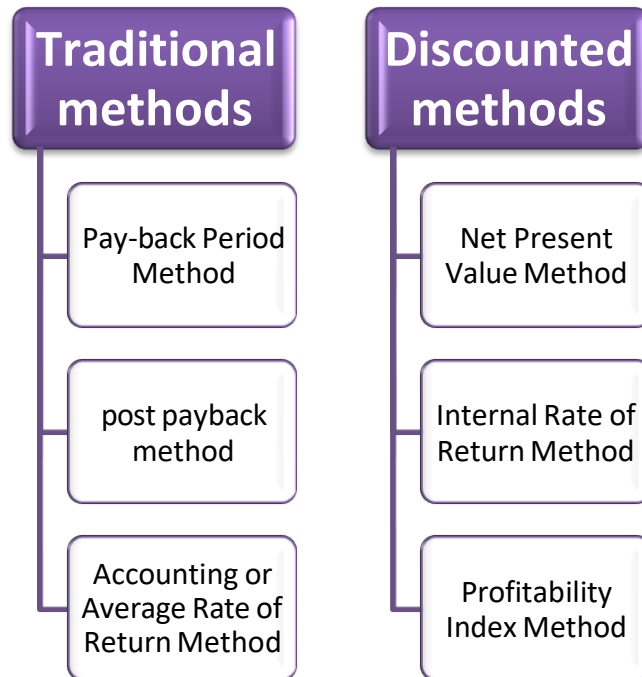 Traditional
methods
Pay-back Period
Method
post payback
method
Accounting or
Average Rate of
Return Method
Discounted
methods
Net Present
Value Method
Internal Rate of
Return Method
Profitability
Index Method